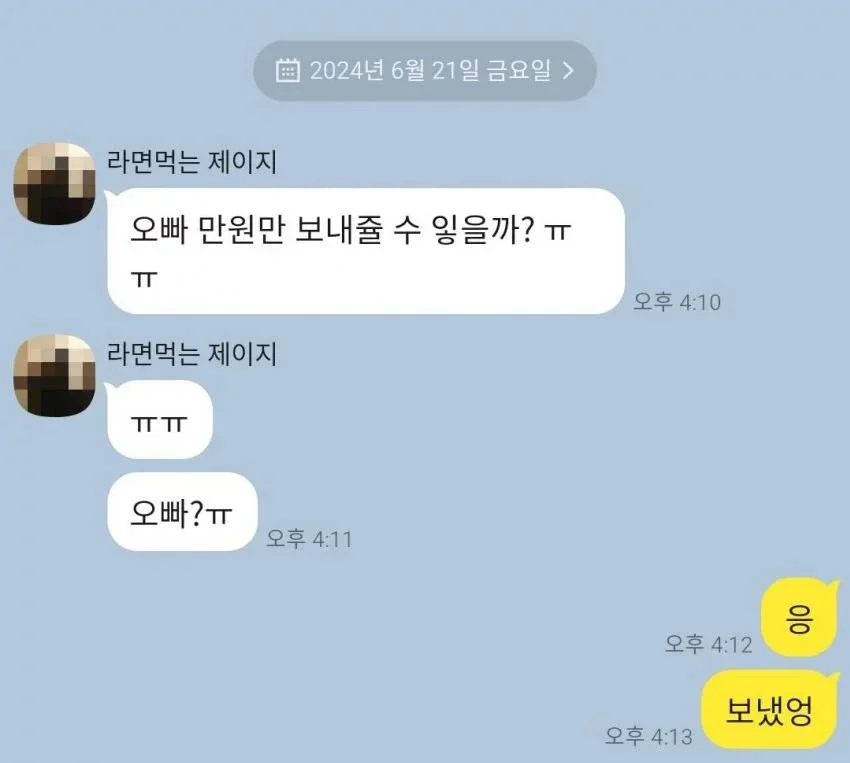 2024년 6월 21일 금요일
라면먹는 제이지
오빠 만원만 보내쥴 수 잏을까? ㅠ
ㅠ
오후 4:10
라면먹는 제이지
ㅠㅠ
오빠?ㅠ
오후 4:11
응
오후 4:12
보냈엉
오후 4:13